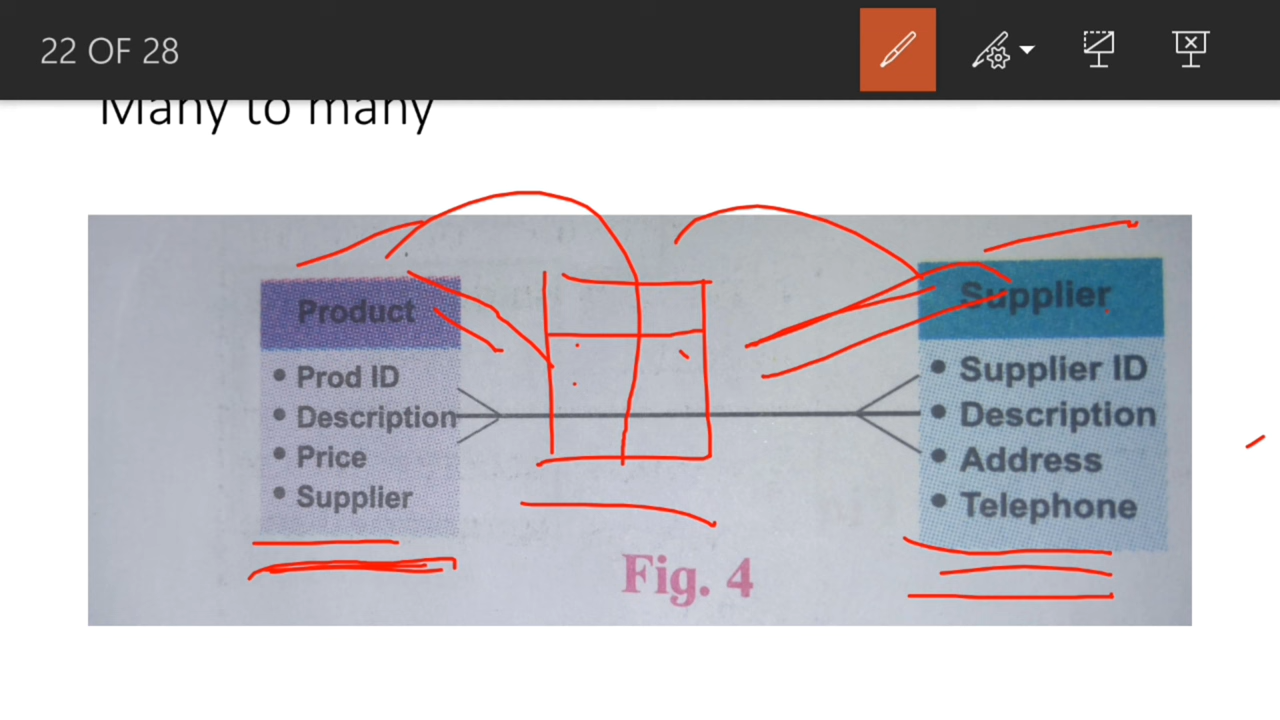 22 OF 28
Many to many
Product
• Prod ID
• Description
• Price
• Supplier
Supplier
• Supplier ID
• Description
• Address
• Telephone
Fig. 4